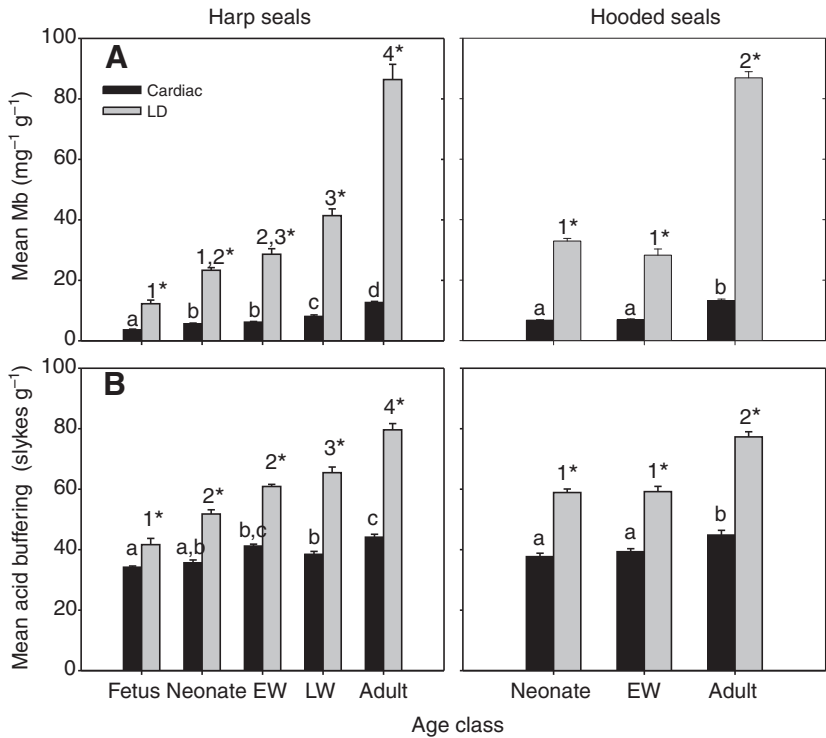 Harp seals
Hooded seals
A
Cardiac
LD
Mean Mb (mg⁻¹ g⁻¹)
100
80
60
40
20
0
a
1*
b
1,2*
b
2,3*
c
3*
d
4*
a
1*
a
1*
b
2*
B
Mean acid buffering (slykes g⁻¹)
100
80
60
40
20
0
a
1*
a,b
2*
b,c
2*
b
3*
c
4*
a
1*
a
1*
b
2*
Fetus Neonate EW LW Adult
Neonate EW Adult
Age class